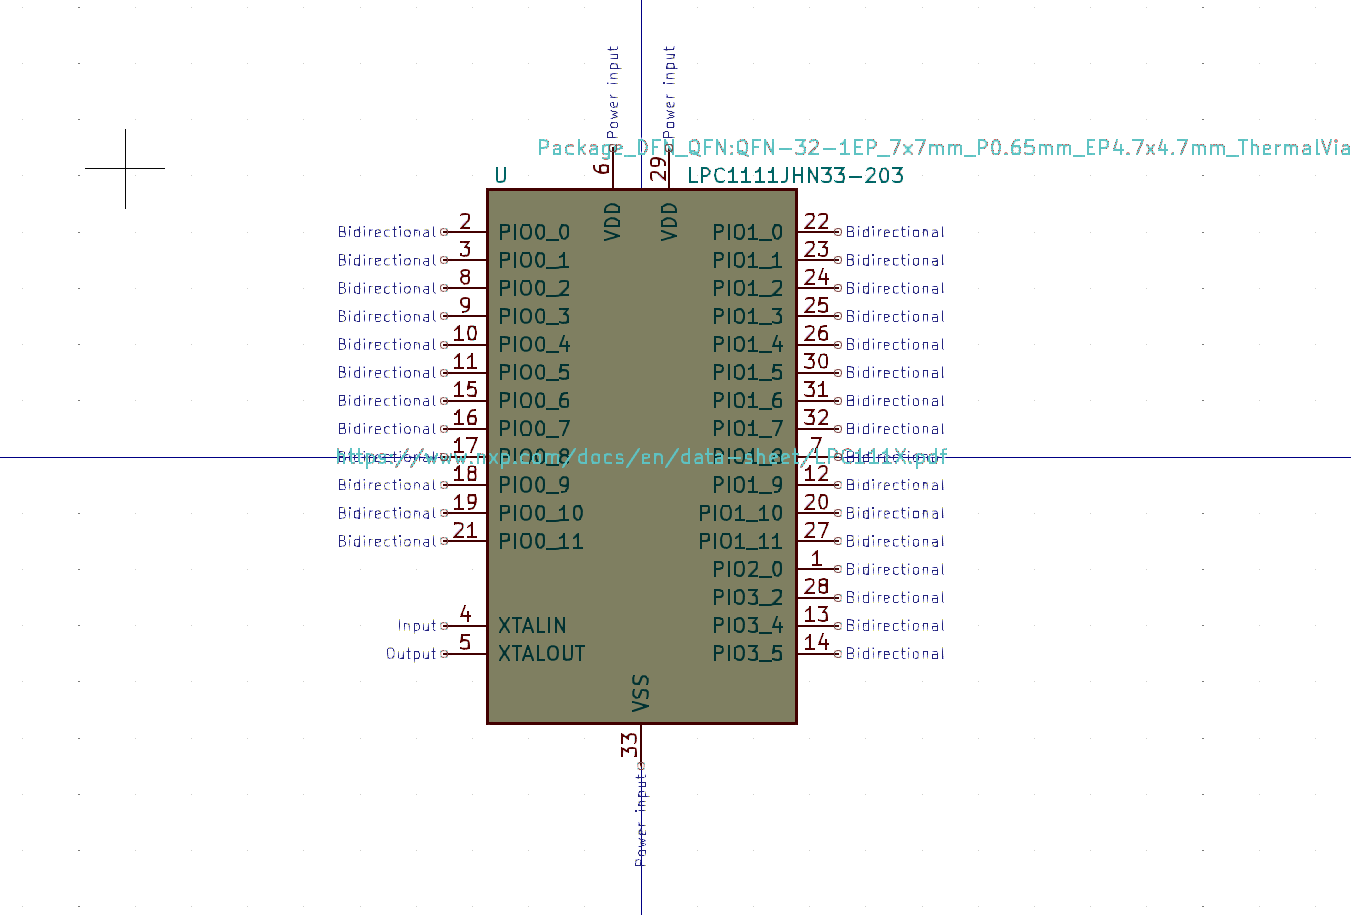 Power input
Power input
Package_DFN_QFN:QFN-32-1EP_7x7mm_P0.65mm_EP4.7x4.7mm_ThermalVia
6
29
U
LPC1111JHN33-203
VDD
VDD
Bidirectional 2 PIO0_0 PIO1_0 22 Bidirectional
Bidirectional 3 PIO0_1 PIO1_1 23 Bidirectional
Bidirectional 8 PIO0_2 PIO1_2 24 Bidirectional
Bidirectional 9 PIO0_3 PIO1_3 25 Bidirectional
Bidirectional 10 PIO0_4 PIO1_4 26 Bidirectional
Bidirectional 11 PIO0_5 PIO1_5 30 Bidirectional
Bidirectional 15 PIO0_6 PIO1_6 31 Bidirectional
Bidirectional 16 PIO0_7 PIO1_7 32 Bidirectional
Bidirectional 17 PIO0_8 PIO1_8 7 Bidirectional
https://www.nxp.com/docs/en/data-sheet/LPC111X.pdf
Bidirectional 18 PIO0_9 PIO1_9 12 Bidirectional
Bidirectional 19 PIO0_10 PIO1_10 20 Bidirectional
Bidirectional 21 PIO0_11 PIO1_11 27 Bidirectional
PIO2_0 1 Bidirectional
PIO3_2 28 Bidirectional
Input 4 XTALIN PIO3_4 13 Bidirectional
Output 5 XTALOUT PIO3_5 14 Bidirectional
VSS
33
Power input